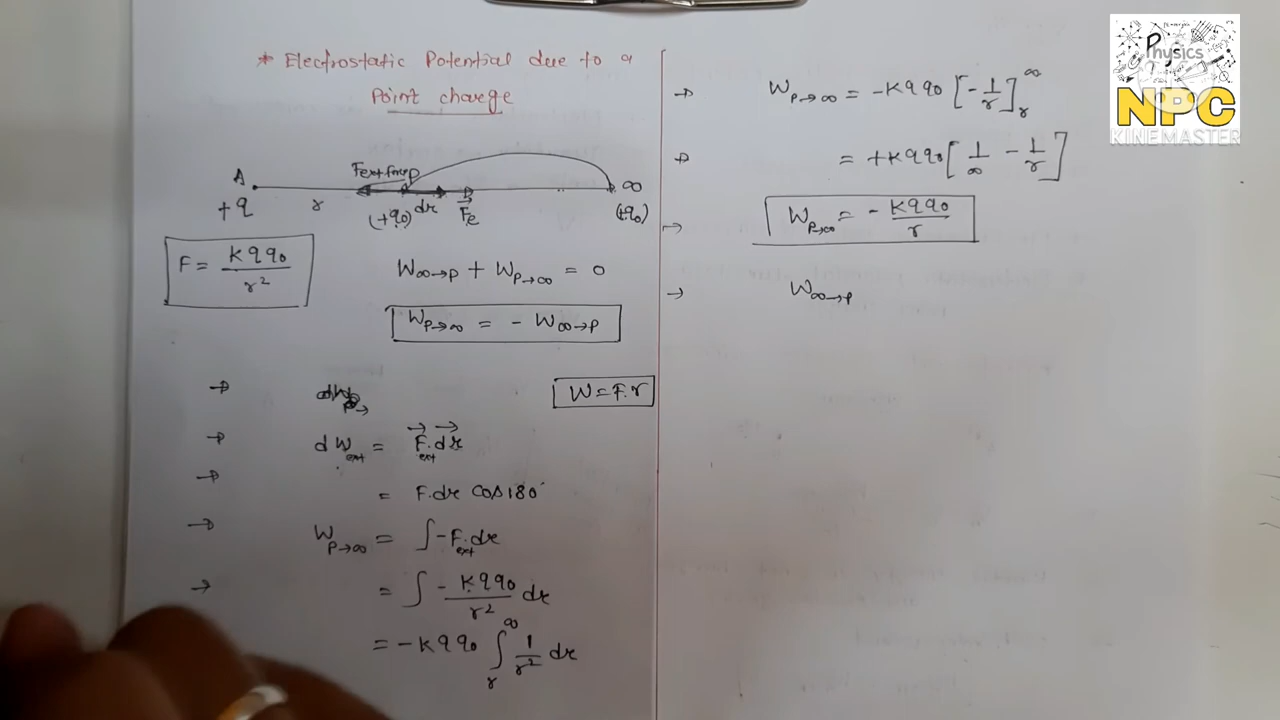 * Electrostatic Potential due to a
Point charge
A
+q
r
Fext force
P
(+q₀)
dr
F⃗e
∞
(+q₀)
F = Kqq₀/r²
W∞→P + WP→∞ = 0
WP→∞ = - W∞→P
→
W = F.r
→ dWext = F⃗ext.dr⃗
→ = F.dr cos180°
→ WP→∞ = ∫-Fext.dr
→ = ∫ - Kqq₀/r² dr
= -Kqq₀ ∫r^∞ 1/r² dr
→ WP→∞ = -Kqq₀ [-1/r]r^∞
→ = +Kqq₀ [1/∞ - 1/r]
→ WP→∞ = - Kqq₀/r
→ W∞→P
Physics
NPC
KINEMASTER